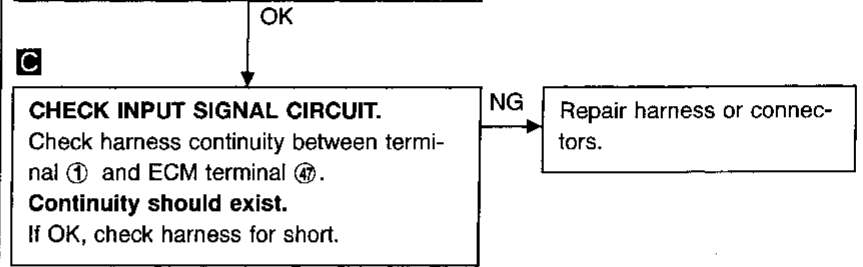 OK
C
CHECK INPUT SIGNAL CIRCUIT.
Check harness continuity between termi-
nal ① and ECM terminal ㊼.
Continuity should exist.
If OK, check harness for short.
NG
Repair harness or connec-
tors.